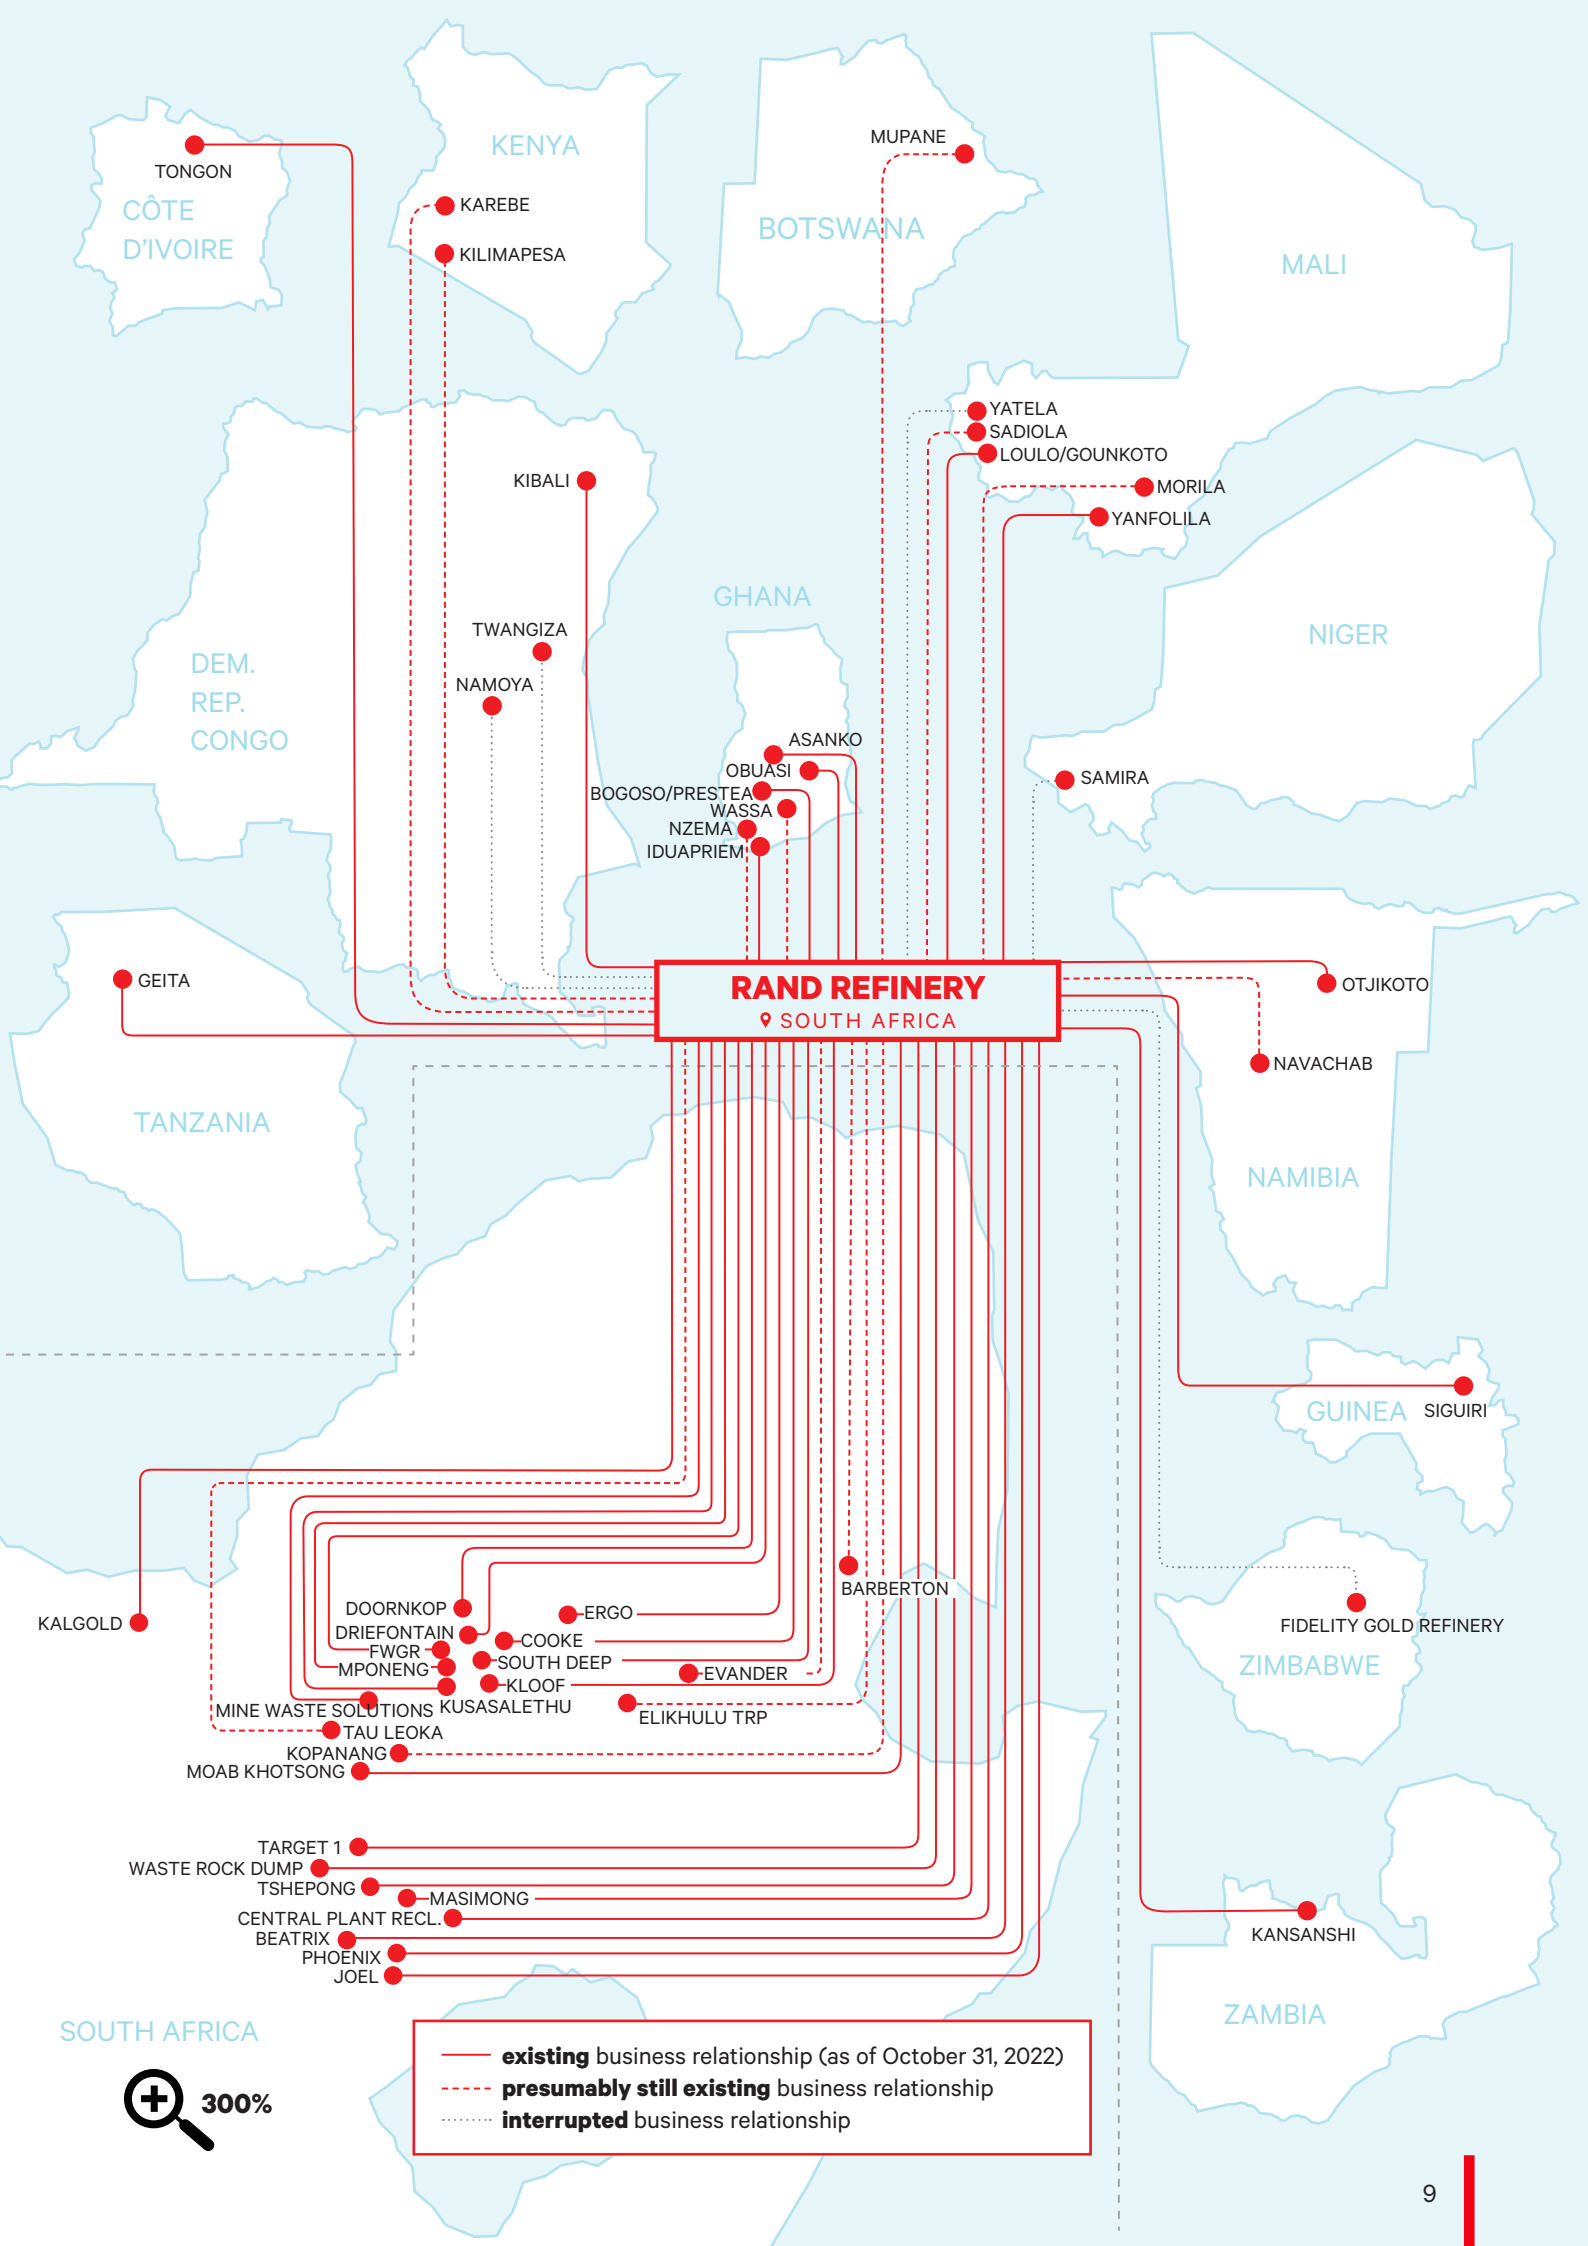 KENYA
MUPANE
TONGON
KAREBE
CÔTE
D'IVOIRE
BOTSWANA
KILIMAPESA
MALI
YATELA
SADIOLA
LOULO/GOUNKOTO
KIBALI
MORILA
YANFOLILA
GHANA
TWANGIZA
NIGER
DEM.
REP.
CONGO
NAMOYA
ASANKO
OBUASI
SAMIRA
BOGOSO/PRESTEA
WASSA
NZEMA
IDUAPRIEM
GEITA
RAND REFINERY
SOUTH AFRICA
OTJIKOTO
NAVACHAB
TANZANIA
NAMIBIA
GUINEA
SIGUIRI
BARBERTON
DOORNKOP
ERGO
KALGOLD
DRIEFONTAIN
COOKE
FIDELITY GOLD REFINERY
FWGR
SOUTH DEEP
ZIMBABWE
MPONENG
EVANDER
KLOOF
MINE WASTE SOLUTIONS
KUSASALETHU
ELIKHULU TRP
TAU LEOKA
KOPANANG
MOAB KHOTSONG
TARGET 1
WASTE ROCK DUMP
TSHEPONG
MASIMONG
CENTRAL PLANT RECL.
BEATRIX
KANSANSHI
PHOENIX
JOEL
ZAMBIA
SOUTH AFRICA
300%
existing business relationship (as of October 31, 2022)
presumably still existing business relationship
interrupted business relationship
9